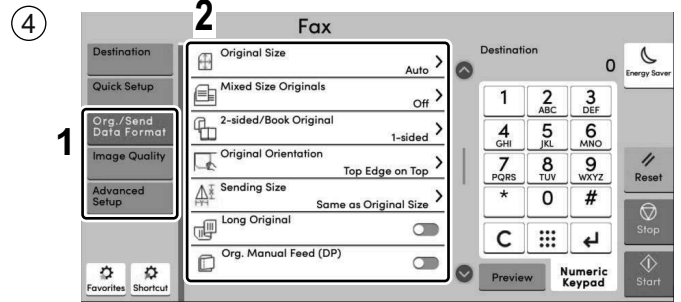 ④
2
Fax
1
Destination
Quick Setup
Org./Send
Data Format
Image Quality
Advanced
Setup
Favorites
Shortcut
Original Size
Auto
Mixed Size Originals
Off
2-sided/Book Original
1-sided
Original Orientation
Top Edge on Top
Sending Size
Same as Original Size
Long Original
Org. Manual Feed (DP)
Destination
0
1
2
ABC
3
DEF
4
GHI
5
JKL
6
MNO
7
PQRS
8
TUV
9
WXYZ
*
0
#
C
Preview
Numeric
Keypad
Energy Saver
Reset
Stop
Start